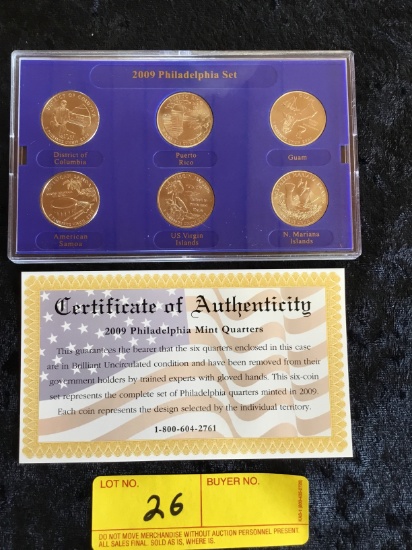 2009 Philadelphia Set
District of
Columbia
Puerto
Rico
Guam
American
Samoa
US Virgin
Islands
N. Mariana
Islands
Certificate of Authenticity
2009 Philadelphia Mint Quarters
This guarantees the bearer that the six quarters enclosed in this case
are in Brilliant Uncirculated condition and have been removed from their
government holders by trained experts with gloved hands. This six-coin
set represents the complete set of Philadelphia quarters minted in 2009.
Each coin represents the design selected by the individual territory.
1-800-604-2761
LOT NO.
BUYER NO.
26
DO NOT MOVE MERCHANDISE WITHOUT AUCTION PERSONNEL PRESENT.
ALL SALES FINAL. SOLD AS IS, WHERE IS.